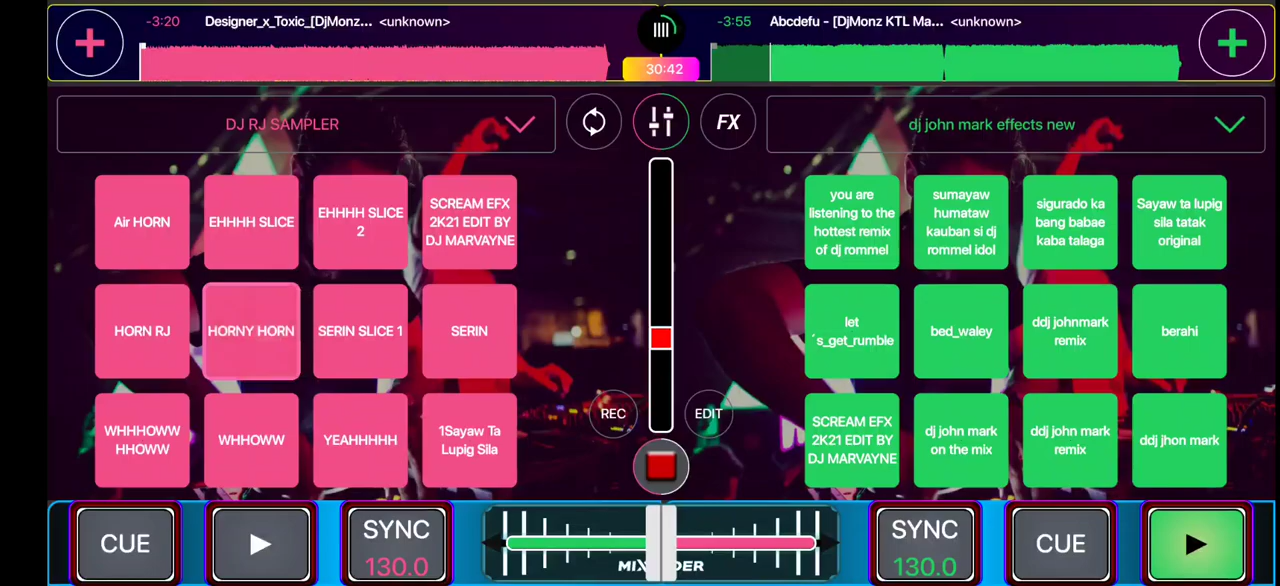 -3:20 Designer_x_Toxic_[DjMonz... <unknown>
-3:55 Abcdefu - [DjMonz KTL Ma... <unknown>
30:42
DJ RJ SAMPLER
FX
dj john mark effects new
Air HORN
EHHHH SLICE
EHHHH SLICE
2
SCREAM EFX
2K21 EDIT BY
DJ MARVAYNE
HORN RJ
HORNY HORN
SERIN SLICE 1
SERIN
WHHHOWW
HHOWW
WHHOWW
YEAHHHHH
1Sayaw Ta
Lupig Sila
you are
listening to the
hottest remix
of dj rommel
sumayaw
humataw
kauban si dj
rommel idol
sigurado ka
bang babae
kaba talaga
Sayaw ta lupig
sila tatak
original
let
´s_get_rumble
bed_waley
ddj johnmark
remix
berahi
SCREAM EFX
2K21 EDIT BY
DJ MARVAYNE
dj john mark
on the mix
ddj john mark
remix
ddj jhon mark
REC
EDIT
CUE
SYNC
130.0
SYNC
130.0
CUE